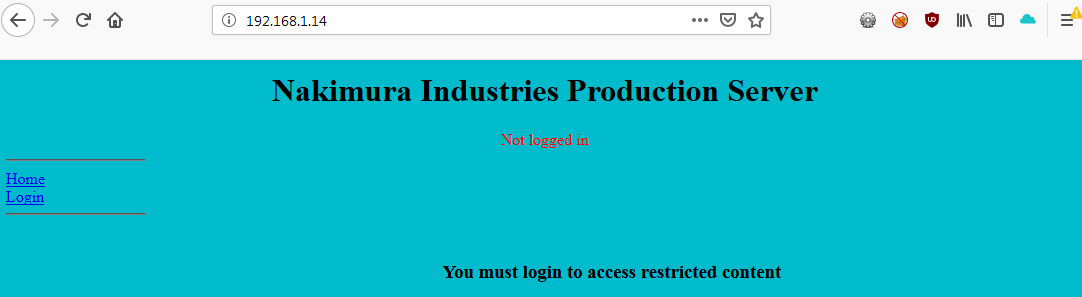 192.168.1.14
Nakimura Industries Production Server
Not logged in
Home
Login
You must login to access restricted content